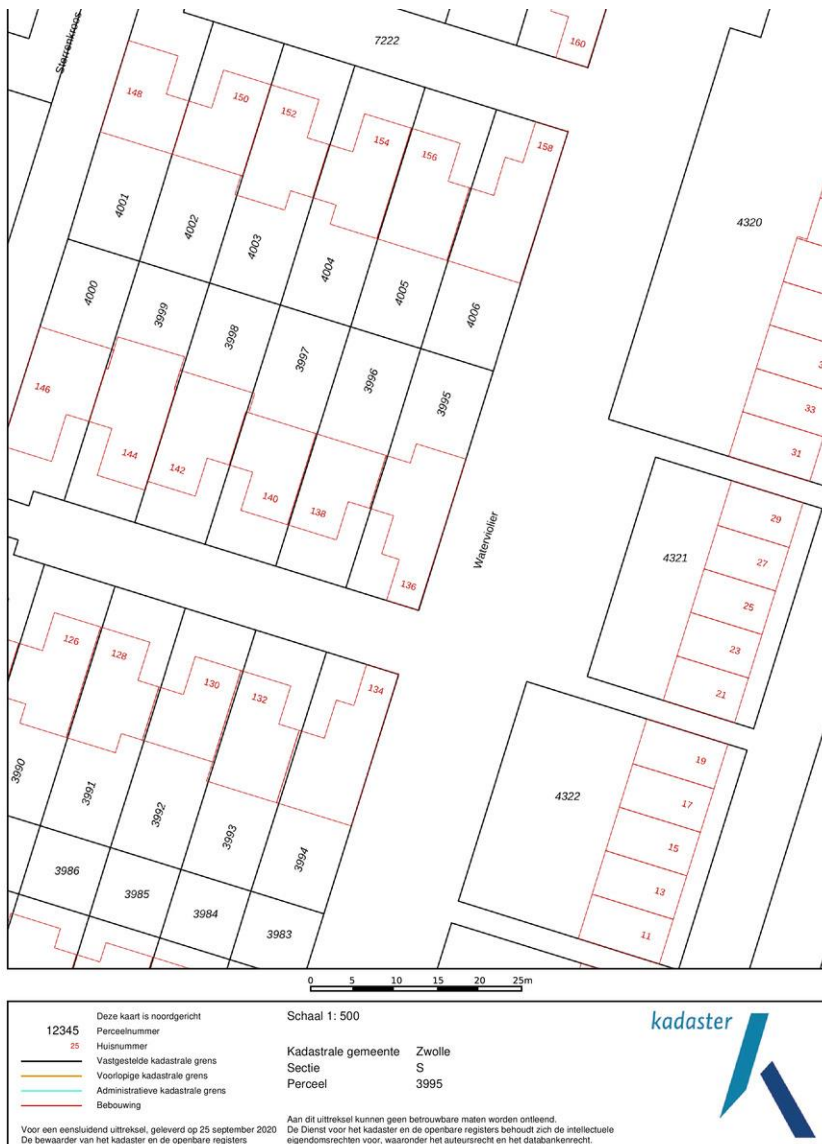 7222
160
Sterrenkroos
148
150
152
154
156
158
4001
4002
4003
4004
4005
4006
4320
4000
3999
3998
3997
3996
3995
146
144
142
140
138
136
33
31
Waterviolier
4321
29
27
25
23
21
126
128
130
132
134
3990
3991
3992
3993
3994
4322
19
17
15
13
11
3986
3985
3984
3983
0 5 10 15 20 25m
Deze kaart is noordgericht
12345 Perceelnummer
25 Huisnummer
Vastgestelde kadastrale grens
Voorlopige kadastrale grens
Administratieve kadastrale grens
Bebouwing
Voor een eensluidend uittreksel, geleverd op 25 september 2020
De bewaarder van het kadaster en de openbare registers
Schaal 1: 500
Kadastrale gemeente Zwolle
Sectie S
Perceel 3995
Aan dit uittreksel kunnen geen betrouwbare maten worden ontleend.
De Dienst voor het kadaster en de openbare registers behoudt zich de intellectuele
eigendomsrechten voor, waaronder het auteursrecht en het databankenrecht.
kadaster